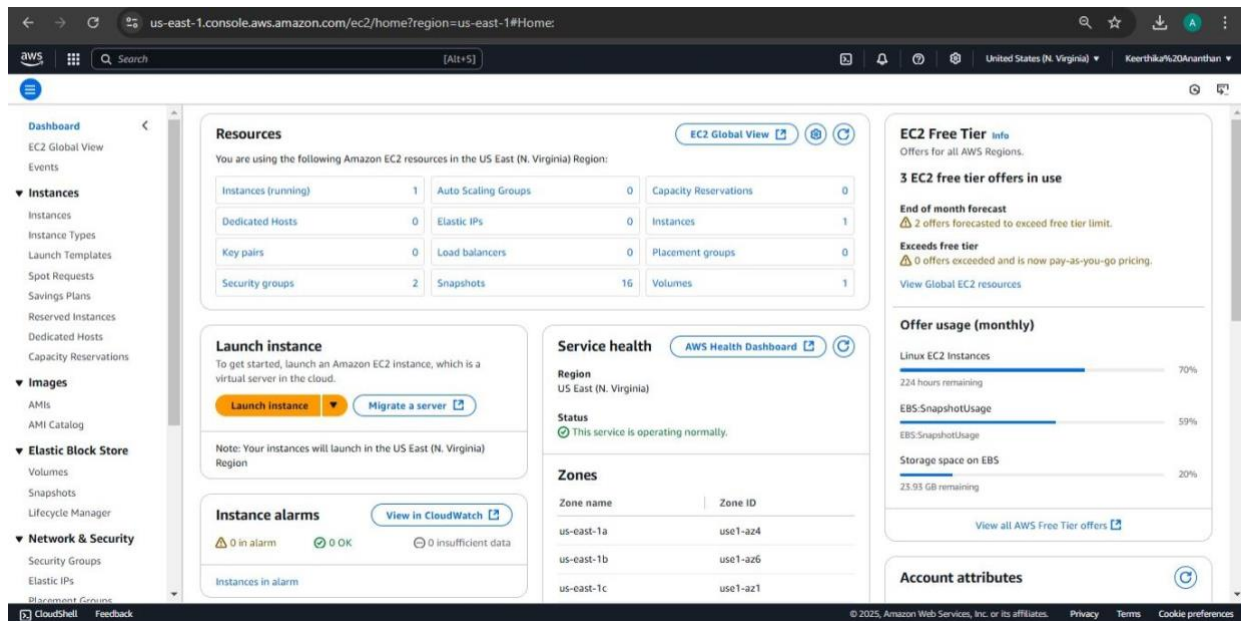 us-east-1.console.aws.amazon.com/ec2/home?region=us-east-1#Home:
A
aws
Search
[Alt+S]
United States (N. Virginia)
Keerthika%20Ananthan
Dashboard
EC2 Global View
Events
Instances
Instances
Instance Types
Launch Templates
Spot Requests
Savings Plans
Reserved Instances
Dedicated Hosts
Capacity Reservations
Images
AMIs
AMI Catalog
Elastic Block Store
Volumes
Snapshots
Lifecycle Manager
Network & Security
Security Groups
Elastic IPs
Placement Groups
Resources
EC2 Global View
You are using the following Amazon EC2 resources in the US East (N. Virginia) Region:
Instances (running) 1 Auto Scaling Groups 0 Capacity Reservations 0
Dedicated Hosts 0 Elastic IPs 0 Instances 1
Key pairs 0 Load balancers 0 Placement groups 0
Security groups 2 Snapshots 16 Volumes 1
Launch instance
To get started, launch an Amazon EC2 instance, which is a
virtual server in the cloud.
Launch instance
Migrate a server
Note: Your instances will launch in the US East (N. Virginia)
Region
Instance alarms
View in CloudWatch
0 in alarm 0 OK 0 insufficient data
Instances in alarm
Service health
AWS Health Dashboard
Region
US East (N. Virginia)
Status
This service is operating normally.
Zones
Zone name Zone ID
us-east-1a use1-az4
us-east-1b use1-az6
us-east-1c use1-az1
EC2 Free Tier Info
Offers for all AWS Regions.
3 EC2 free tier offers in use
End of month forecast
2 offers forecasted to exceed free tier limit.
Exceeds free tier
0 offers exceeded and is now pay-as-you-go pricing.
View Global EC2 resources
Offer usage (monthly)
Linux EC2 Instances
70%
224 hours remaining
EBS:SnapshotUsage
59%
EBS:SnapshotUsage
Storage space on EBS
20%
23.93 GB remaining
View all AWS Free Tier offers
Account attributes
CloudShell Feedback
© 2025, Amazon Web Services, Inc. or its affiliates. Privacy Terms Cookie preferences